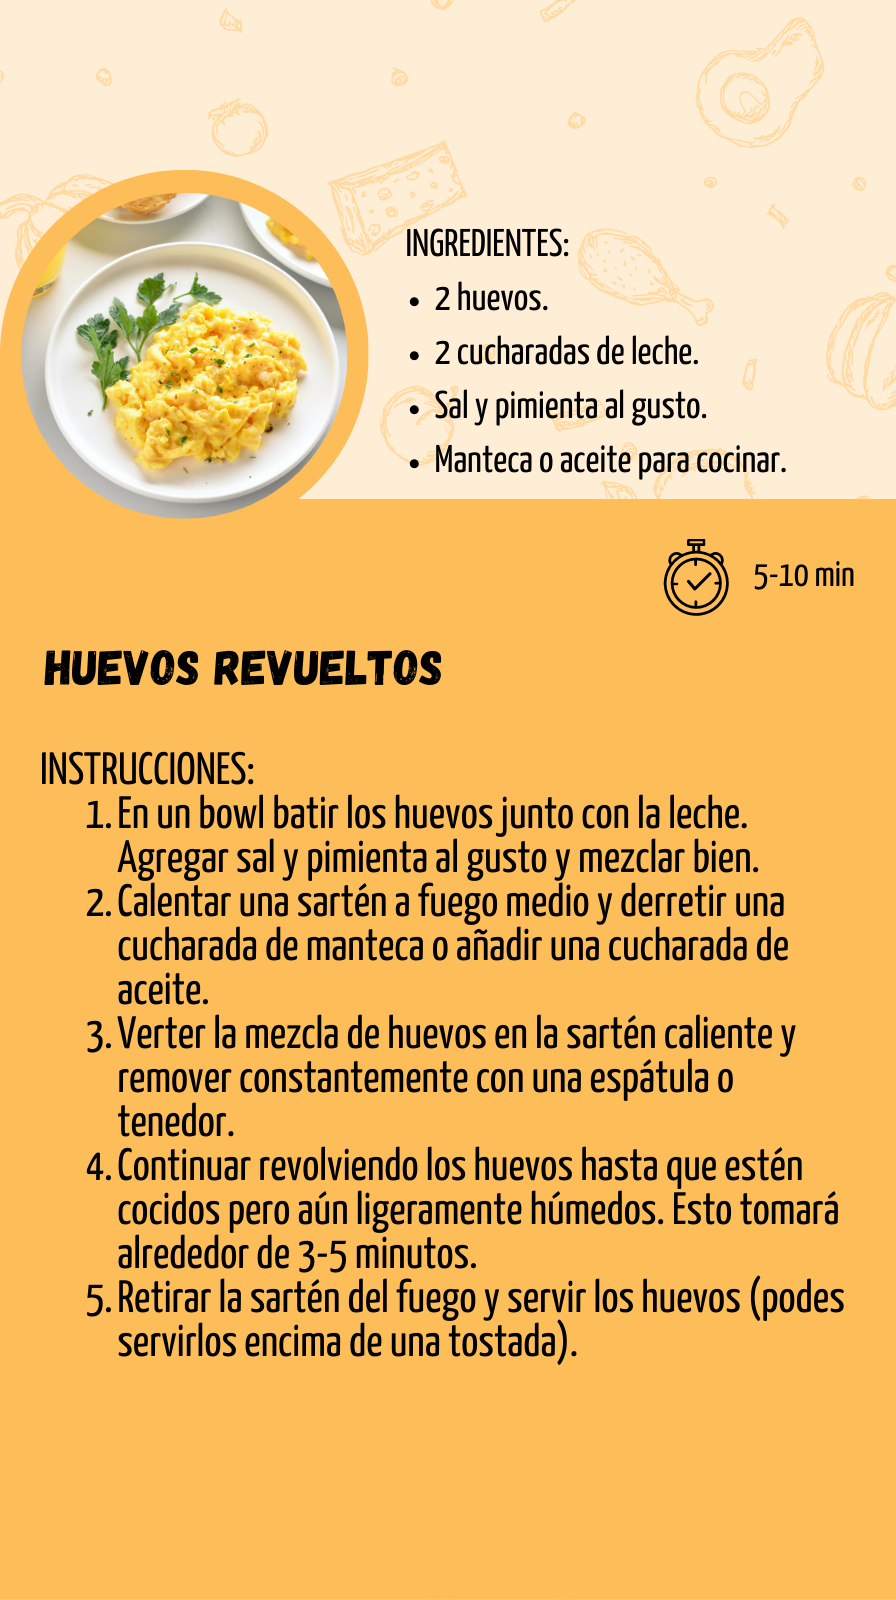 INGREDIENTES:
• 2 huevos.
• 2 cucharadas de leche.
• Sal y pimienta al gusto.
• Manteca o aceite para cocinar.
5-10 min
HUEVOS REVUELTOS
INSTRUCCIONES:
1. En un bowl batir los huevos junto con la leche.
Agregar sal y pimienta al gusto y mezclar bien.
2. Calentar una sartén a fuego medio y derretir una
cucharada de manteca o añadir una cucharada de
aceite.
3. Verter la mezcla de huevos en la sartén caliente y
remover constantemente con una espátula o
tenedor.
4. Continuar revolviendo los huevos hasta que estén
cocidos pero aún ligeramente húmedos. Esto tomará
alrededor de 3-5 minutos.
5. Retirar la sartén del fuego y servir los huevos (podes
servirlos encima de una tostada).